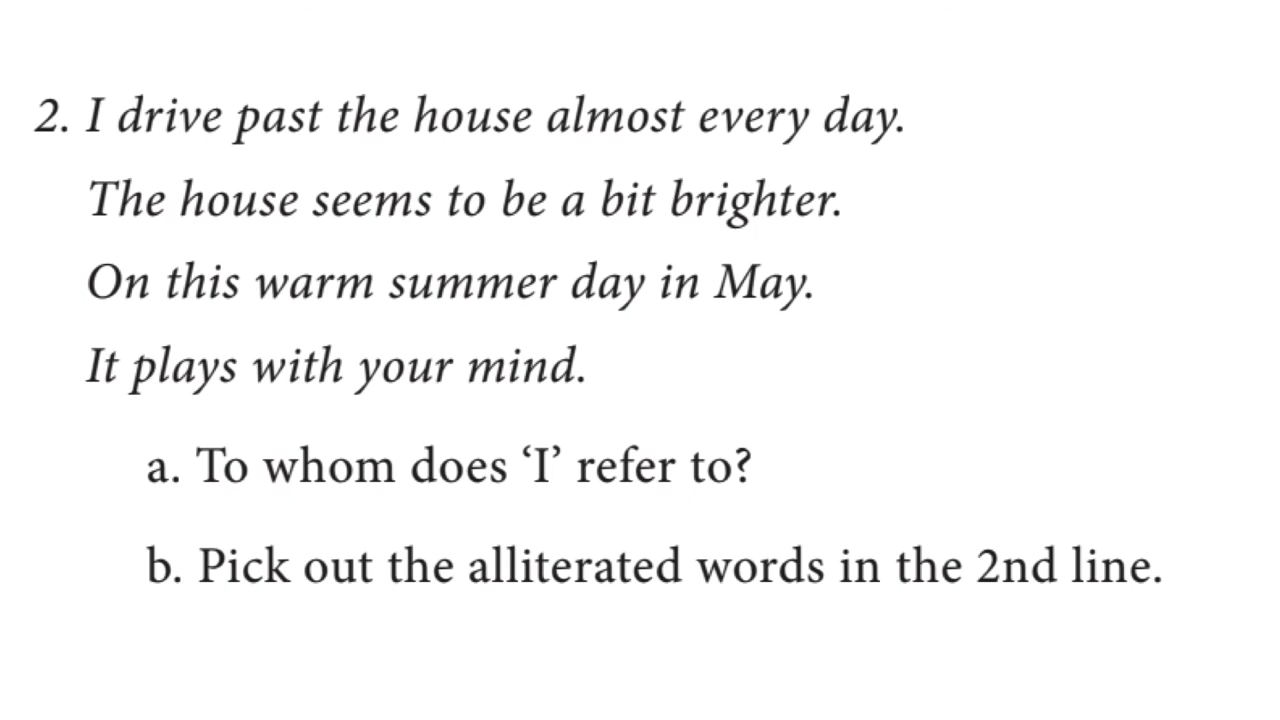 2. I drive past the house almost every day.
The house seems to be a bit brighter.
On this warm summer day in May.
It plays with your mind.
a. To whom does ‘I’ refer to?
b. Pick out the alliterated words in the 2nd line.